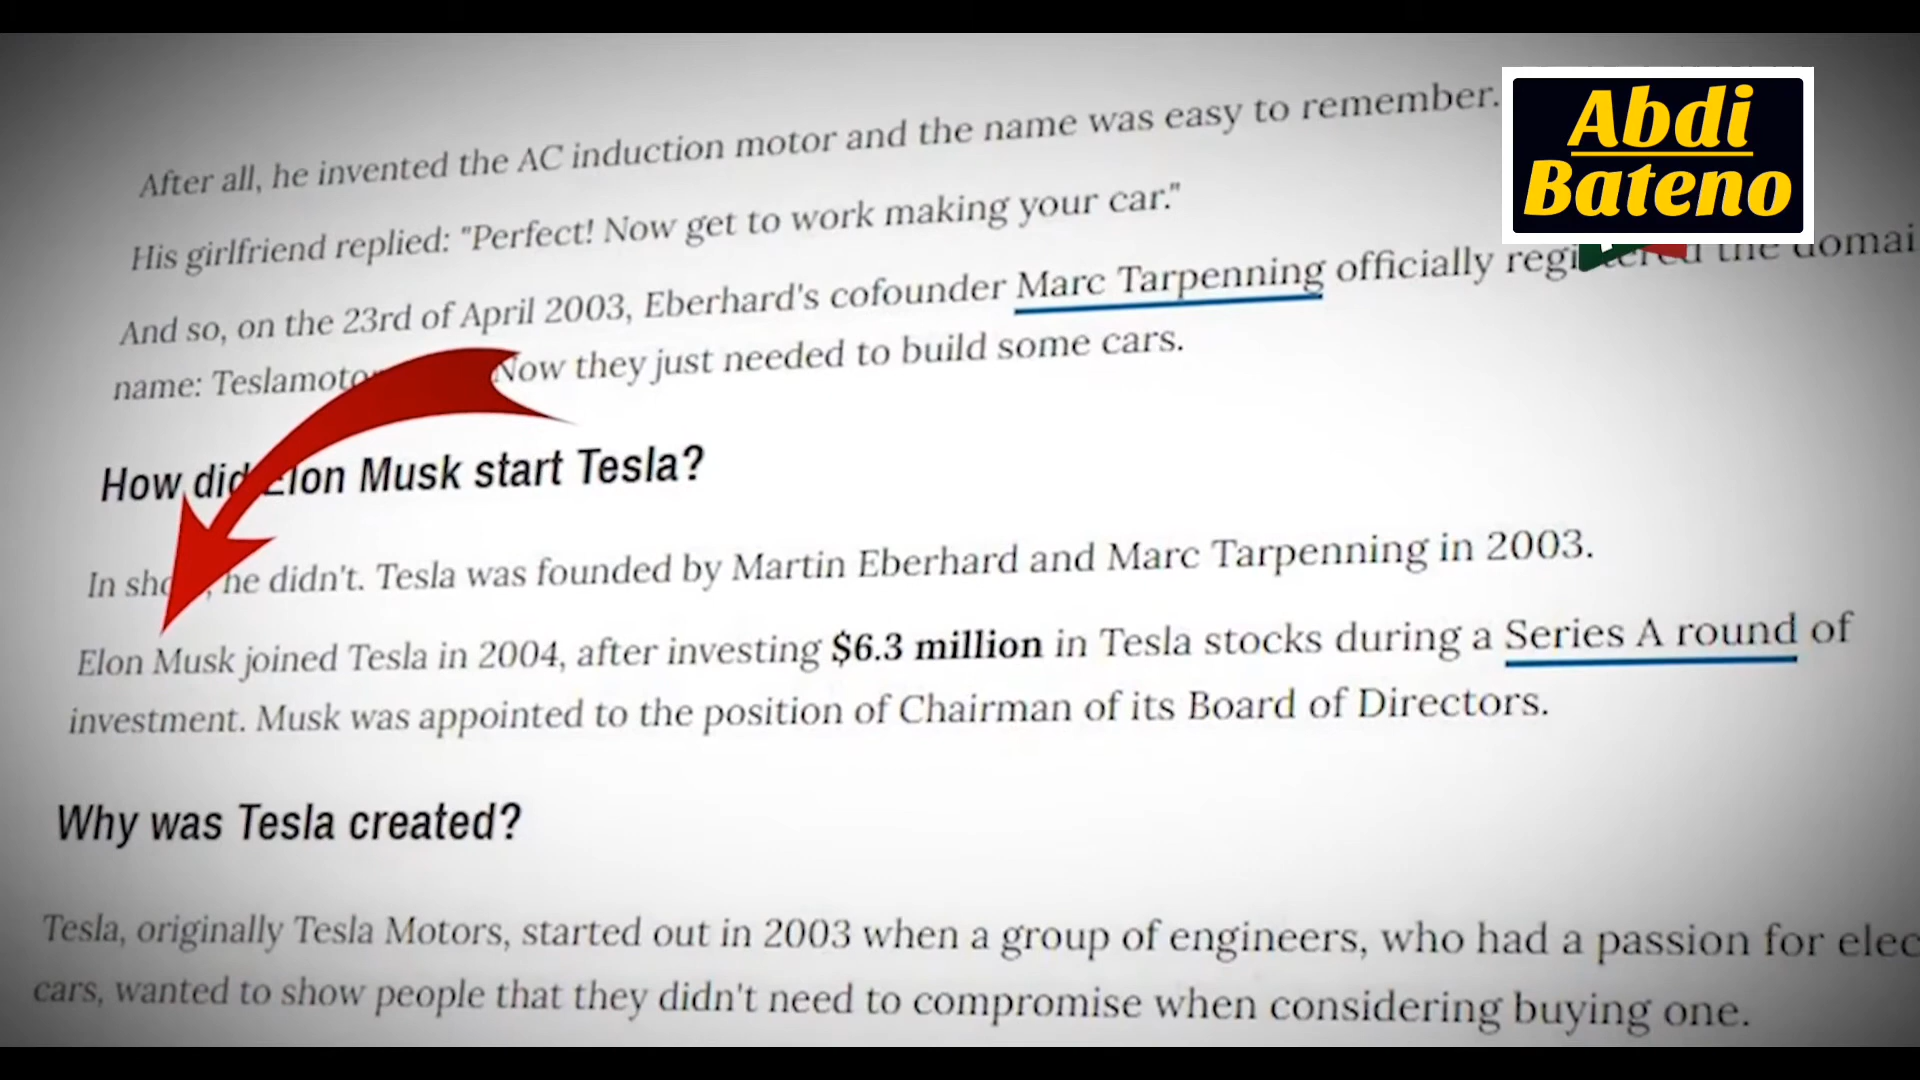 After all, he invented the AC induction motor and the name was easy to remember.
Abdi
Bateno
His girlfriend replied: "Perfect! Now get to work making your car."
And so, on the 23rd of April 2003, Eberhard's cofounder Marc Tarpenning officially the
name: Now they just needed to build some cars.
How did Elon Musk start Tesla?
In he didn't. Tesla was founded by Martin Eberhard and Marc Tarpenning in 2003.
Elon Musk joined Tesla in 2004, after investing $6.3 million in Tesla stocks during a Series A round of
investment. Musk was appointed to the position of Chairman of its Board of Directors.
Why was Tesla created?
Tesla, originally Tesla Motors, started out in 2003 when a group of engineers, who had a passion for elec
cars, wanted to show people that they didn't need to compromise when considering buying one.